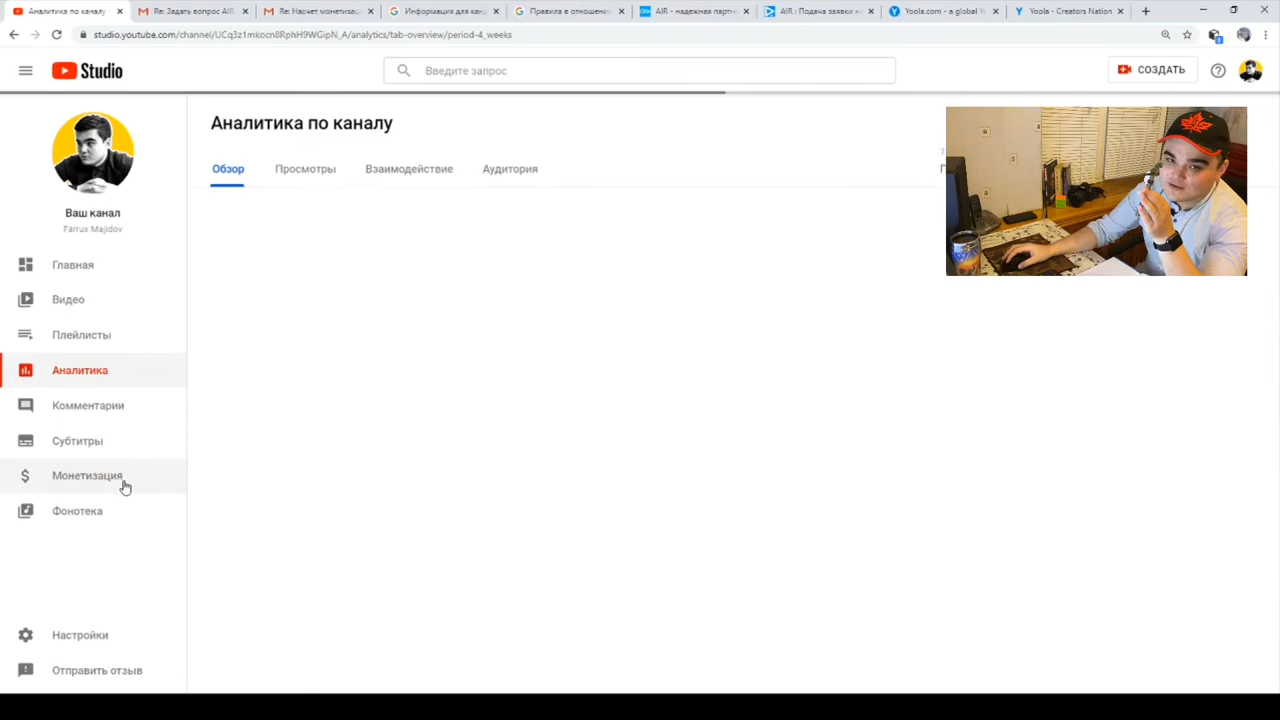 Аналитика по каналу
Re: Задать вопрос AIR
Re: Насчет монетизац
Информация для кан
Правила в отношении
AIR - надежная партн
AIR : Подача заявки н
Yoola.com - a global Y
Yoola - Creators Nation
studio.youtube.com/channel/UCq3z1mkocn8RphH9WGipN_A/analytics/tab-overview/period-4_weeks
Studio
Введите запрос
СОЗДАТЬ
Аналитика по каналу
Обзор
Просмотры
Взаимодействие
Аудитория
Ваш канал
Farrux Majidov
Главная
Видео
Плейлисты
Аналитика
Комментарии
Субтитры
Монетизация
Фонотека
Настройки
Отправить отзыв